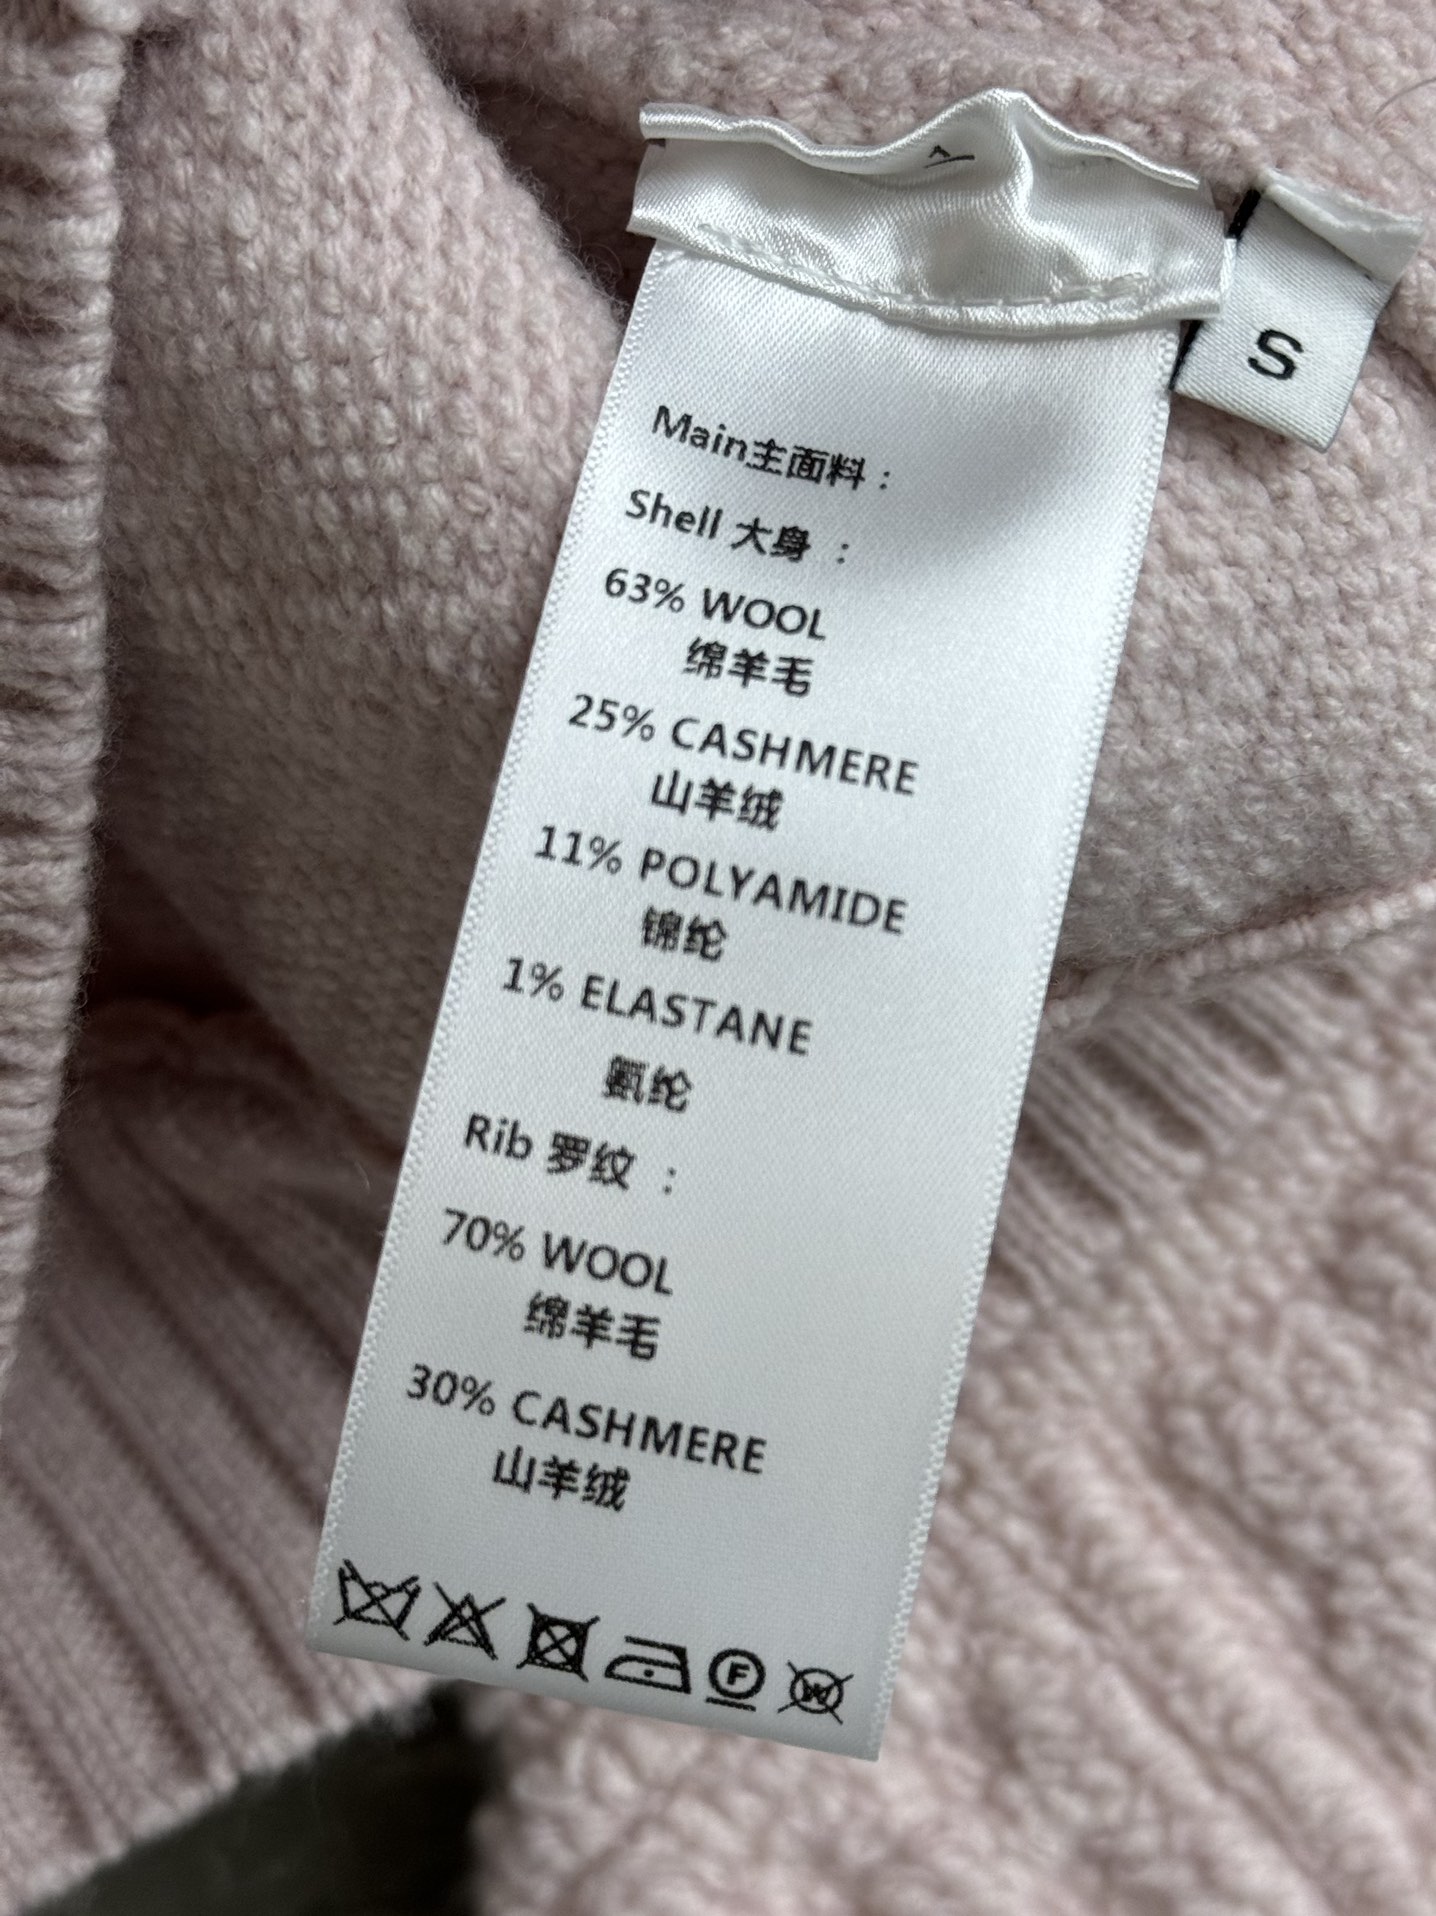 S
Main主面料：
Shell 大身 ：
63% WOOL
绵羊毛
25% CASHMERE
山羊绒
11% POLYAMIDE
锦纶
1% ELASTANE
氨纶
Rib 罗纹 ：
70% WOOL
绵羊毛
30% CASHMERE
山羊绒
F W